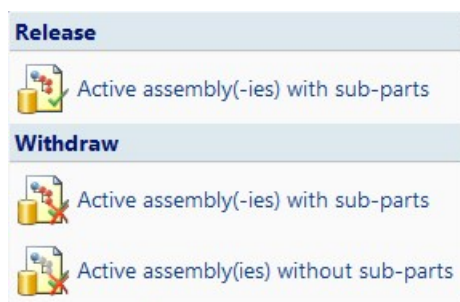 Release
Active assembly(-ies) with sub-parts
Withdraw
Active assembly(-ies) with sub-parts
Active assembly(ies) without sub-parts